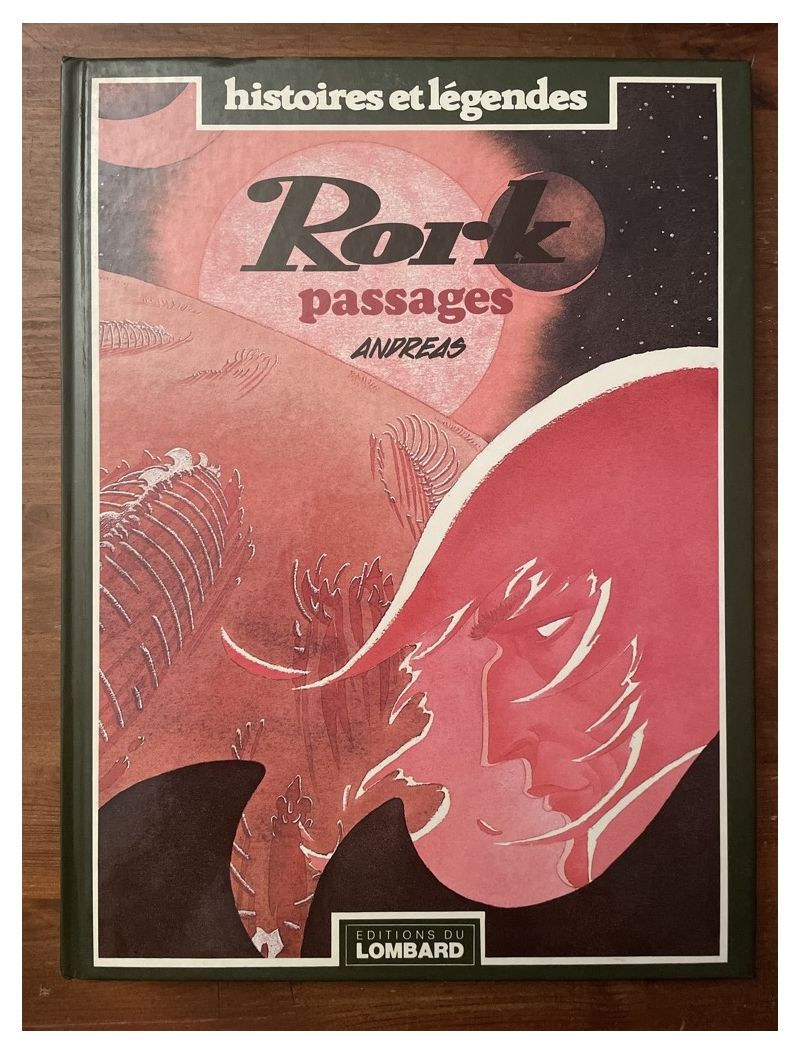 histoires et légendes
Rork
passages
ANDREAS
EDITIONS DU
LOMBARD